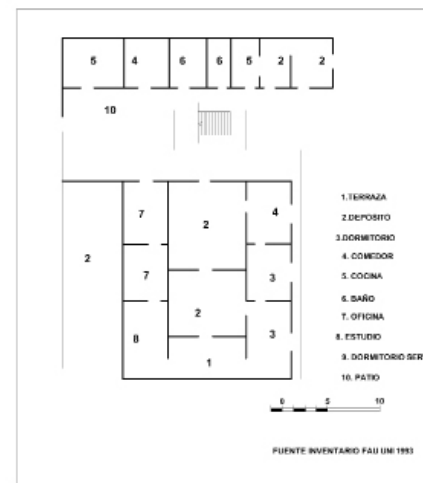 5 4 6 6 5 2 2
10
7 2 4
2 7 3
2
8 3
1
1.TERRAZA
2.DEPOSITO
3.DORMITORIO
4. COMEDOR
5. COCINA
6. BAÑO
7. OFICINA
8. ESTUDIO
9. DORMITORIO SER
10. PATIO
0 5 10
FUENTE INVENTARIO FAU UNI 1993